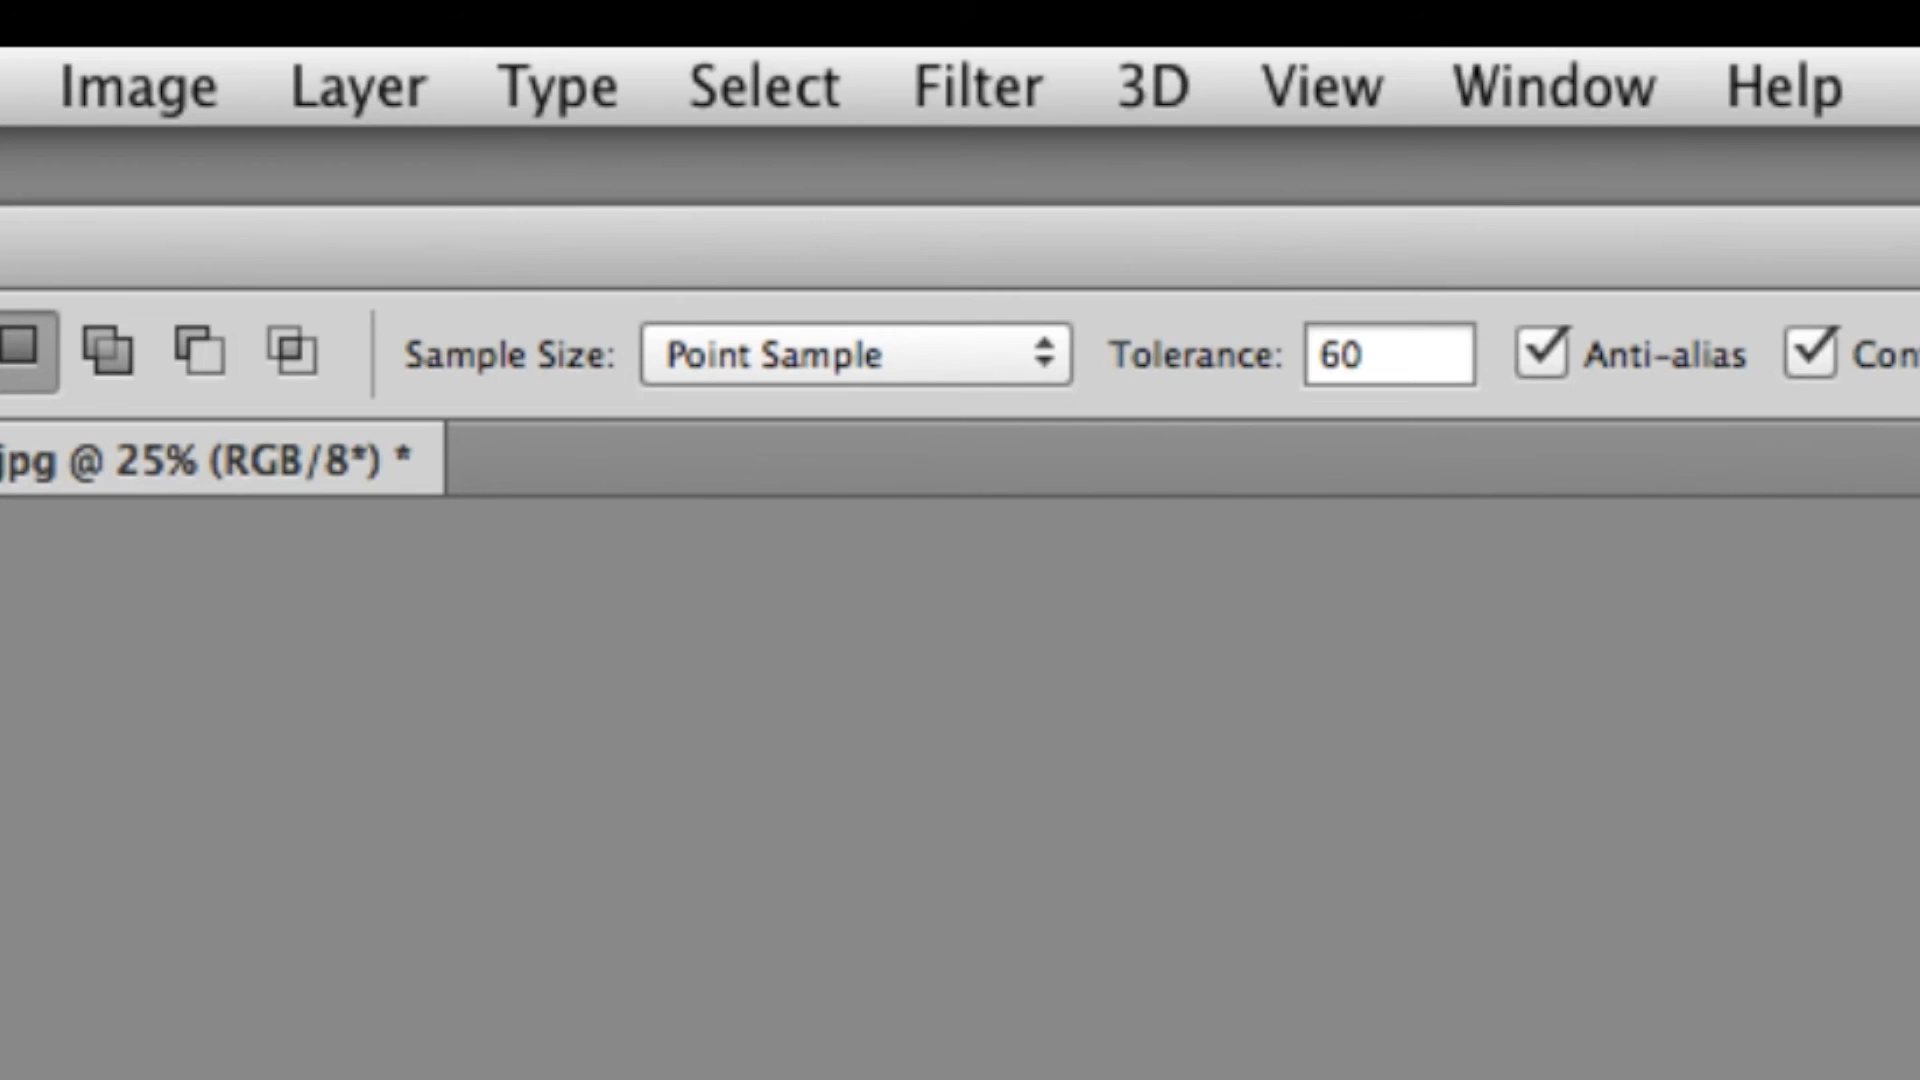 Image Layer Type Select Filter 3D View Window Help
Sample Size: Point Sample Tolerance: 60 Anti-alias Con
jpg @ 25% (RGB/8*) *